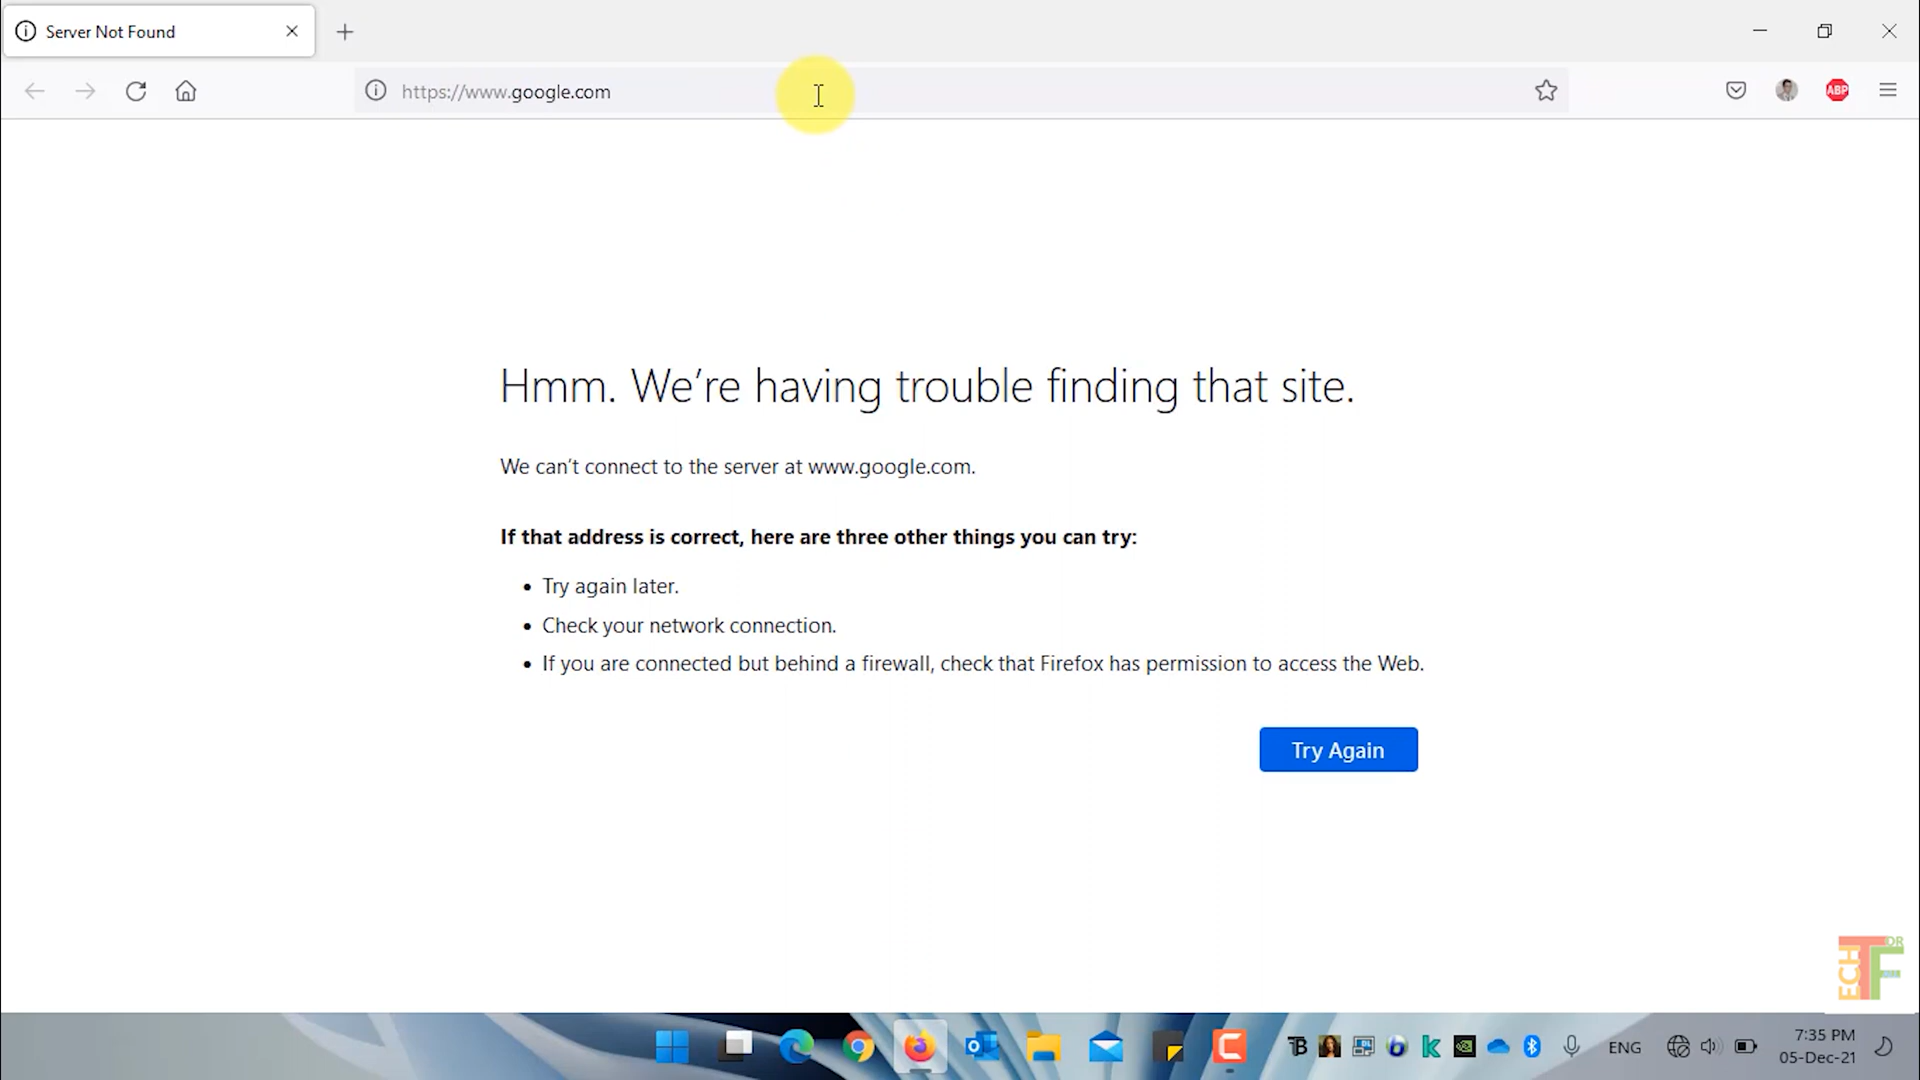 Server Not Found
https://www.google.com
ABP
Hmm. We’re having trouble finding that site.
We can’t connect to the server at www.google.com.
If that address is correct, here are three other things you can try:
• Try again later.
• Check your network connection.
• If you are connected but behind a firewall, check that Firefox has permission to access the Web.
Try Again
ECH T F DR
ENG
7:35 PM
05-Dec-21